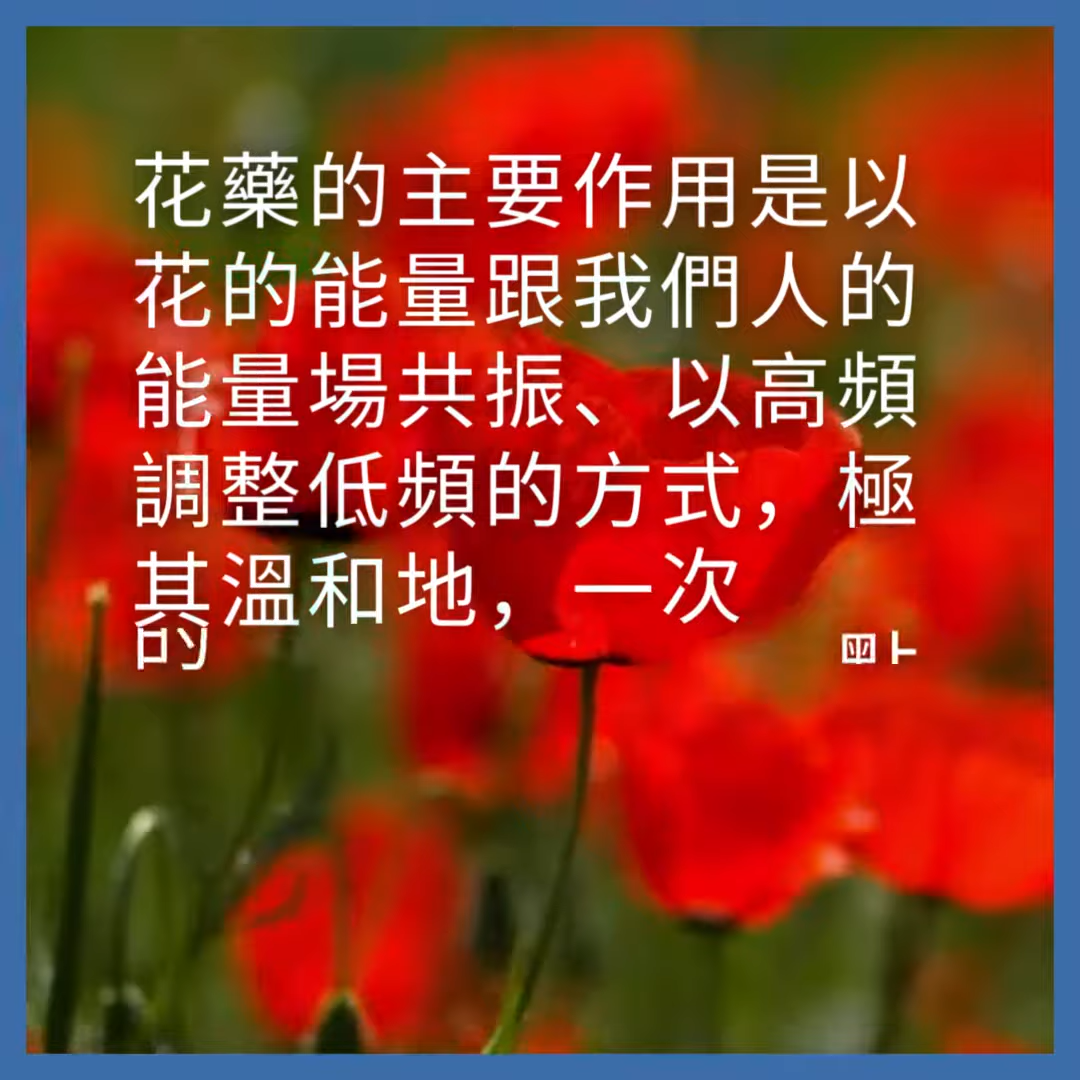 花藥的主要作用是以
花的能量跟我們人的
能量場共振、以高頻
調整低頻的方式，極
其溫和地，一次